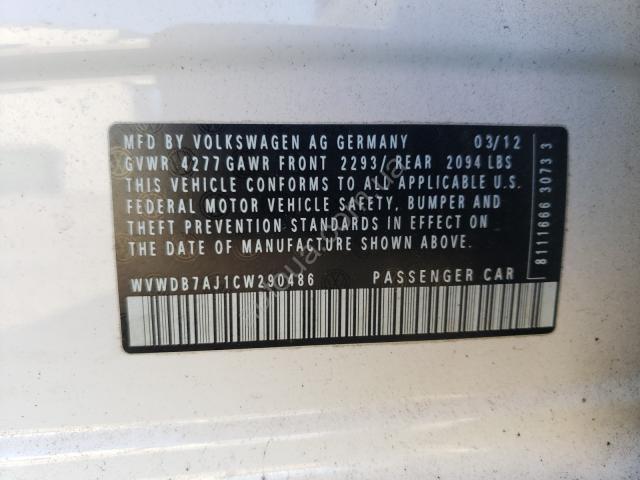 MFD BY VOLKSWAGEN AG GERMANY 03/12
GVWR 4277 GAWR FRONT 2293/ REAR 2094 LBS
THIS VEHICLE CONFORMS TO ALL APPLICABLE U.S.
FEDERAL MOTOR VEHICLE SAFETY, BUMPER AND
THEFT PREVENTION STANDARDS IN EFFECT ON
THE DATE OF MANUFACTURE SHOWN ABOVE.
WVWDB7AJ1CW290486 PASSENGER CAR
8111666 3073 3